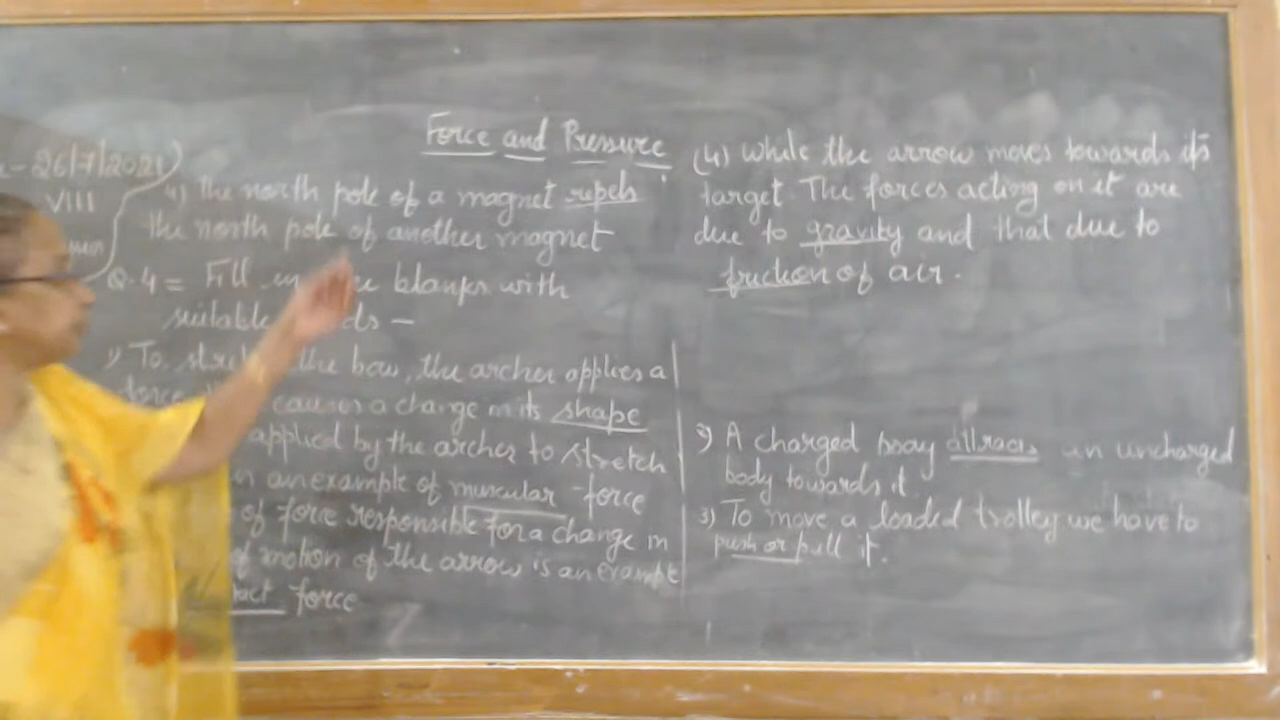 Force and Pressure
26/7/2021
VIII
4) The north pole of a magnet repels
the north pole of another magnet
Q.4 = Fill in blanks with
suitable
1) To the bow, the archer applies a
force causes a change in its shape
applied by the archer to stretch
an example of muscular force
of force responsible for a change in
of motion of the arrow is an example
force
(4) While the arrow moves towards its
target. The forces acting on it are
due to gravity and that due to
friction of air.
2) A charged body attracts an uncharged
body towards it
3) To move a loaded trolley we have to
push or pull it.